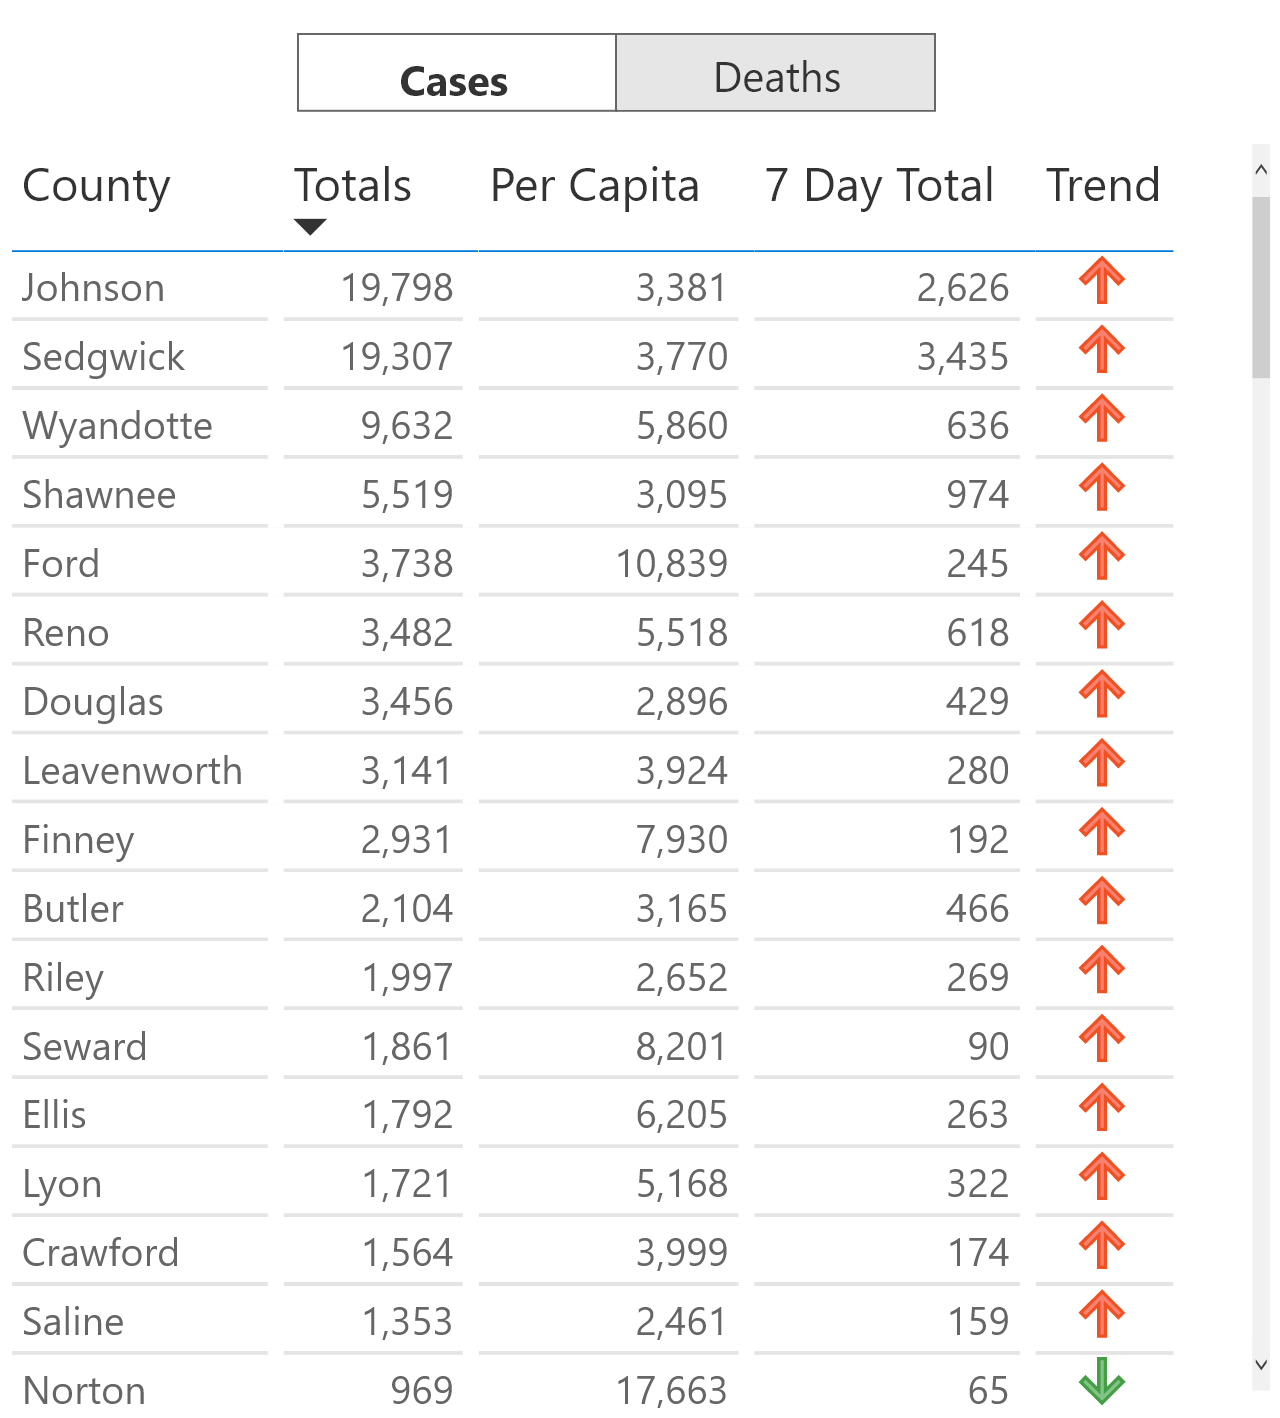 Cases Deaths
County Totals Per Capita 7 Day Total Trend
Johnson 19,798 3,381 2,626
Sedgwick 19,307 3,770 3,435
Wyandotte 9,632 5,860 636
Shawnee 5,519 3,095 974
Ford 3,738 10,839 245
Reno 3,482 5,518 618
Douglas 3,456 2,896 429
Leavenworth 3,141 3,924 280
Finney 2,931 7,930 192
Butler 2,104 3,165 466
Riley 1,997 2,652 269
Seward 1,861 8,201 90
Ellis 1,792 6,205 263
Lyon 1,721 5,168 322
Crawford 1,564 3,999 174
Saline 1,353 2,461 159
Norton 969 17,663 65